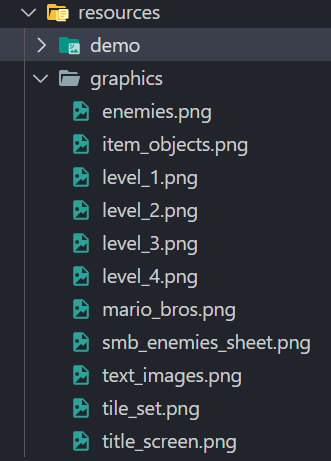 resources
demo
graphics
enemies.png
item_objects.png
level_1.png
level_2.png
level_3.png
level_4.png
mario_bros.png
smb_enemies_sheet.png
text_images.png
tile_set.png
title_screen.png